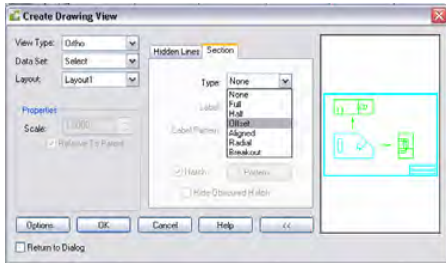 Create Drawing View
View Type: Ortho
Data Set: Select
Layout: Layout1
Properties
Scale: 1.0000
Relative To Parent
Hidden Lines Section
Type: None
None
Full
Half
Offset
Aligned
Radial
Breakout
Label:
Label Pattern:
Hatch Pattern
Hide Obscured Hatch
Options OK Cancel Help <<
Return to Dialog